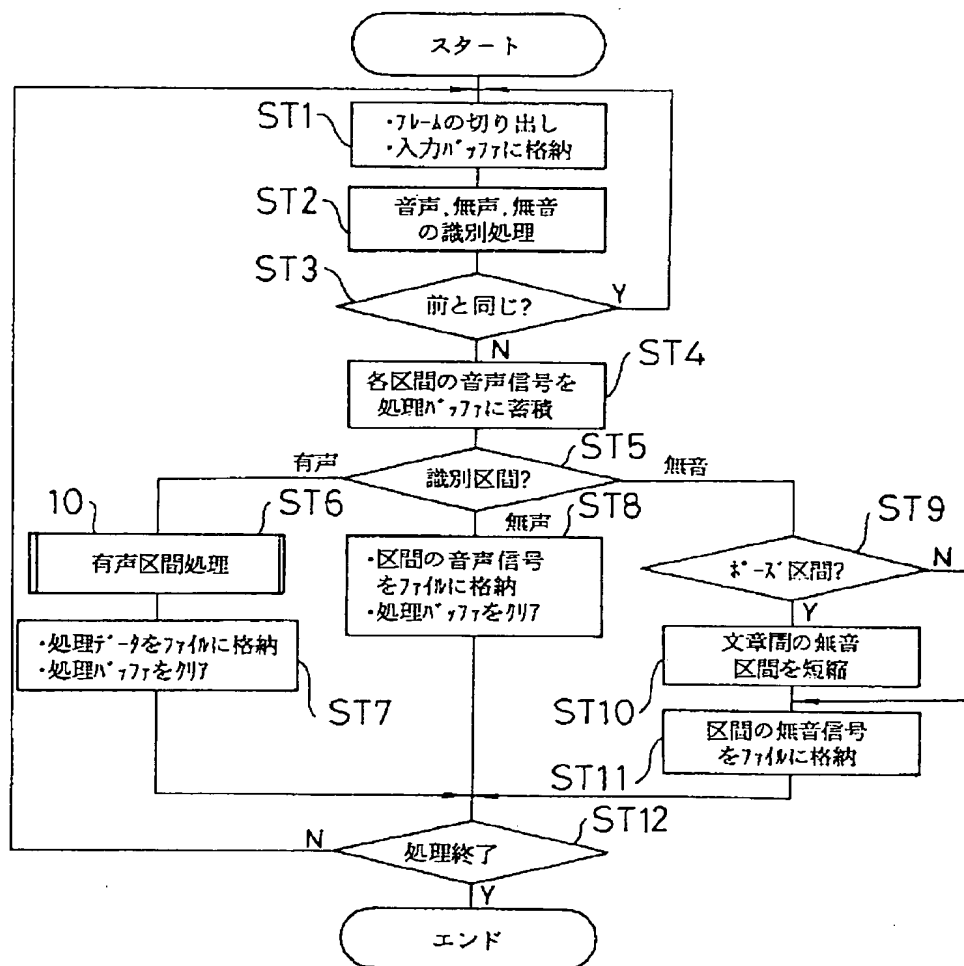 スタート
ST1
・フレームの切り出し
・入力バッファに格納
ST2
音声,無声,無音
の識別処理
ST3
前と同じ?
Y
N
ST4
各区間の音声信号を
処理バッファに蓄積
ST5
有声
識別区間?
無音
10
ST6
無声
ST8
ST9
有声区間処理
・区間の音声信号
をファイルに格納
・処理バッファをクリア
ポーズ区間?
N
Y
・処理データをファイルに格納
・処理バッファをクリア
ST7
文章間の無音
区間を短縮
ST10
区間の無音信号
をファイルに格納
ST11
ST12
N
処理終了
Y
エンド